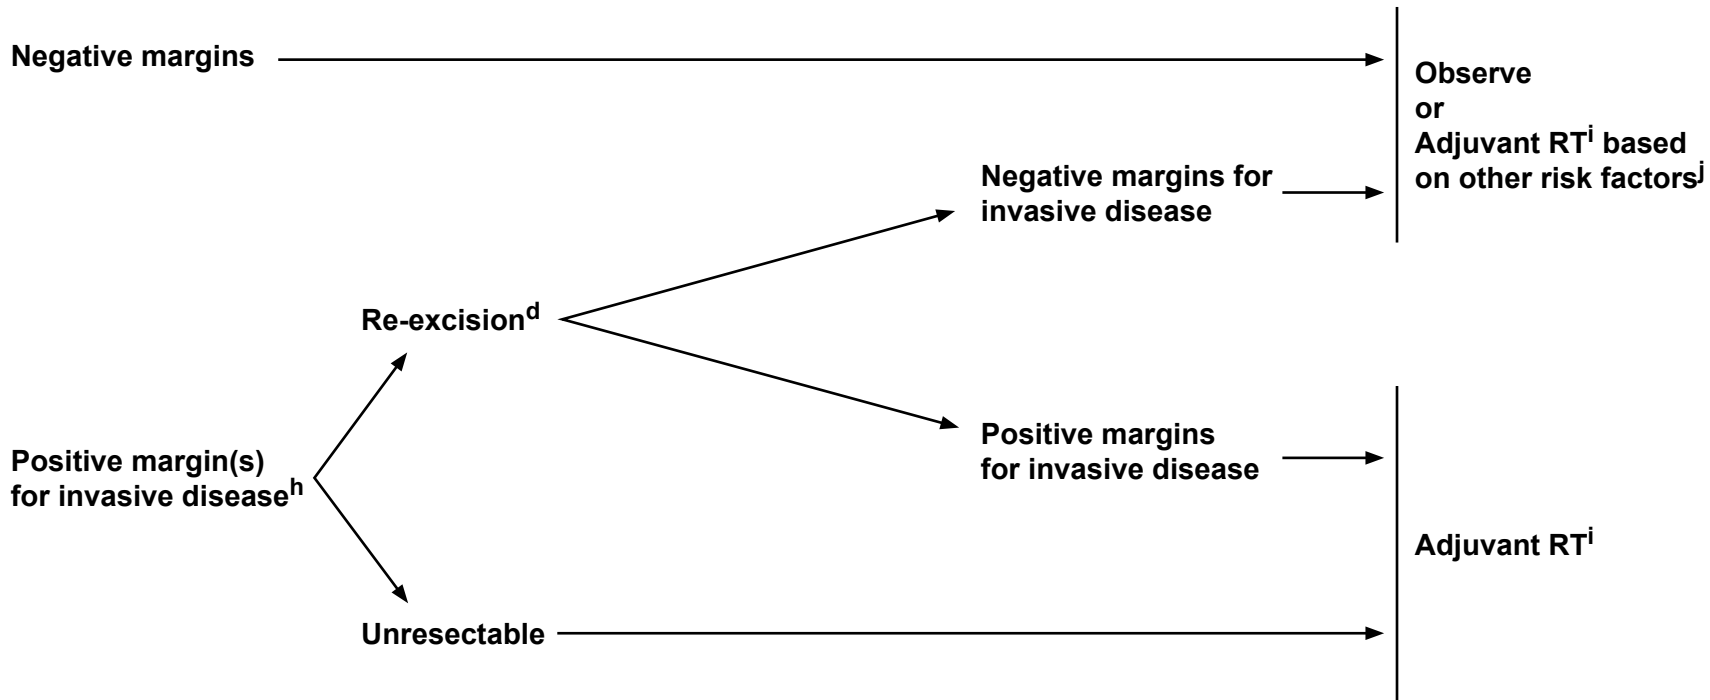 Negative margins
Observe
or
Adjuvant RTⁱ based
on other risk factorsʲ
Negative margins for
invasive disease
Re-excisionᵈ
Positive margins
for invasive disease
Positive margin(s)
for invasive diseaseʰ
Adjuvant RTⁱ
Unresectable